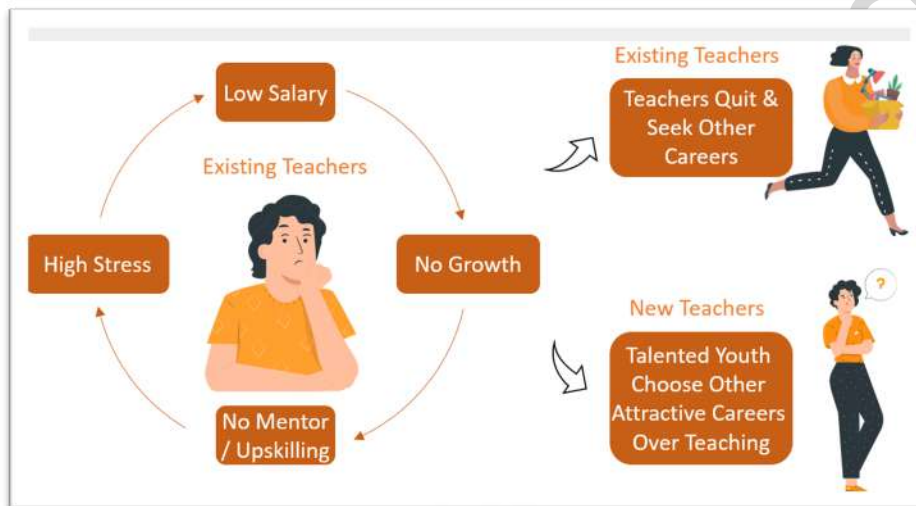 Low Salary
Existing Teachers
High Stress
No Growth
No Mentor
/ Upskilling
Existing Teachers
Teachers Quit &
Seek Other
Careers
?
New Teachers
Talented Youth
Choose Other
Attractive Careers
Over Teaching